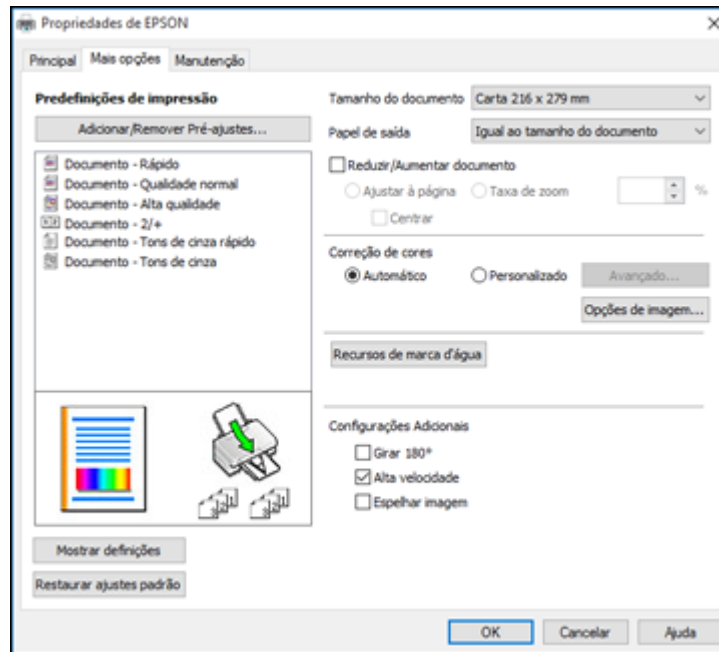 Propriedades de EPSON
Principal
Mais opções
Manutenção
Predefinições de impressão
Adicionar/Remover Pré-ajustes...
Documento - Rápido
Documento - Qualidade normal
Documento - Alta qualidade
Documento - 2/+
Documento - Tons de cinza rápido
Documento - Tons de cinza
Mostrar definições
Restaurar ajustes padrão
Tamanho do documento Carta 216 x 279 mm
Papel de saída Igual ao tamanho do documento
Reduzir/Aumentar documento
Ajustar à página Taxa de zoom %
Centrar
Correção de cores
Automático Personalizado Avançado...
Opções de imagem...
Recursos de marca d'água
Configurações Adicionais
Girar 180°
Alta velocidade
Espelhar imagem
OK Cancelar Ajuda